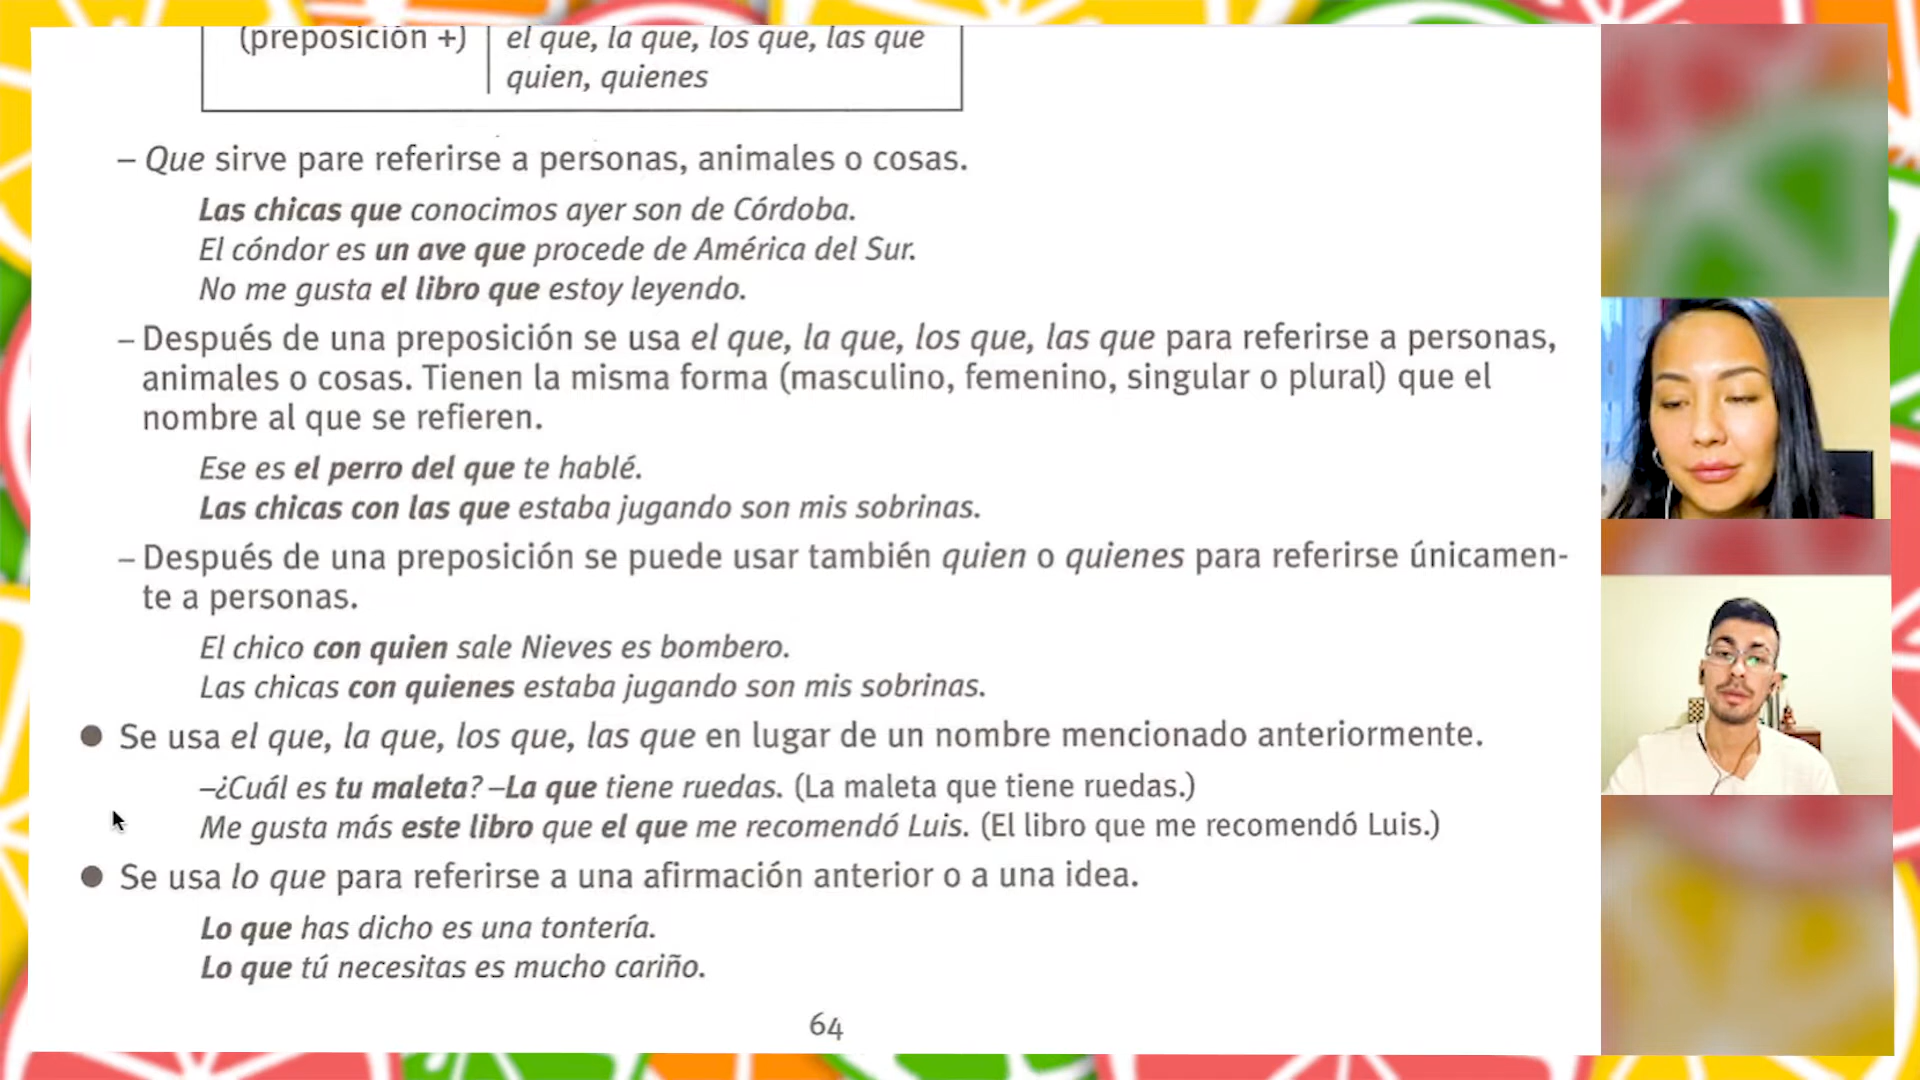 (preposición +) el que, la que, los que, las que
quien, quienes
– Que sirve pare referirse a personas, animales o cosas.
Las chicas que conocimos ayer son de Córdoba.
El cóndor es un ave que procede de América del Sur.
No me gusta el libro que estoy leyendo.
– Después de una preposición se usa el que, la que, los que, las que para referirse a personas,
animales o cosas. Tienen la misma forma (masculino, femenino, singular o plural) que el
nombre al que se refieren.
Ese es el perro del que te hablé.
Las chicas con las que estaba jugando son mis sobrinas.
– Después de una preposición se puede usar también quien o quienes para referirse únicamen-
te a personas.
El chico con quien sale Nieves es bombero.
Las chicas con quienes estaba jugando son mis sobrinas.
● Se usa el que, la que, los que, las que en lugar de un nombre mencionado anteriormente.
–¿Cuál es tu maleta? –La que tiene ruedas. (La maleta que tiene ruedas.)
Me gusta más este libro que el que me recomendó Luis. (El libro que me recomendó Luis.)
● Se usa lo que para referirse a una afirmación anterior o a una idea.
Lo que has dicho es una tontería.
Lo que tú necesitas es mucho cariño.
64